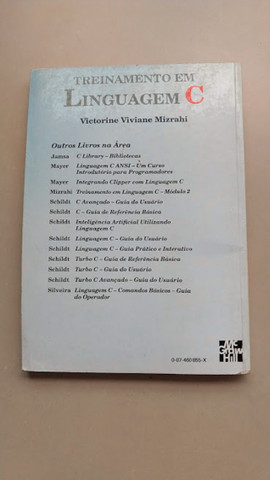 TREINAMENTO EM
LINGUAGEM C
Victorine Viviane Mizrahi
Outros Livros na Área
Jamsa C Library – Bibliotecas
Mayer Linguagem C ANSI – Um Curso
Introdutório para Programadores
Mayer Integrando Clipper com Linguagem C
Mizrahi Treinamento em Linguagem C – Módulo 2
Schildt C Avançado – Guia do Usuário
Schildt C – Guia de Referência Básica
Schildt Inteligência Artificial Utilizando
Linguagem C
Schildt Linguagem C – Guia do Usuário
Schildt Linguagem C – Guia Prático e Interativo
Schildt Turbo C – Guia de Referência Básica
Schildt Turbo C – Guia do Usuário
Schildt Turbo C Avançado – Guia do Usuário
Silveira Linguagem C – Comandos Básicos – Guia
do Operador
Mc
Graw
Hill